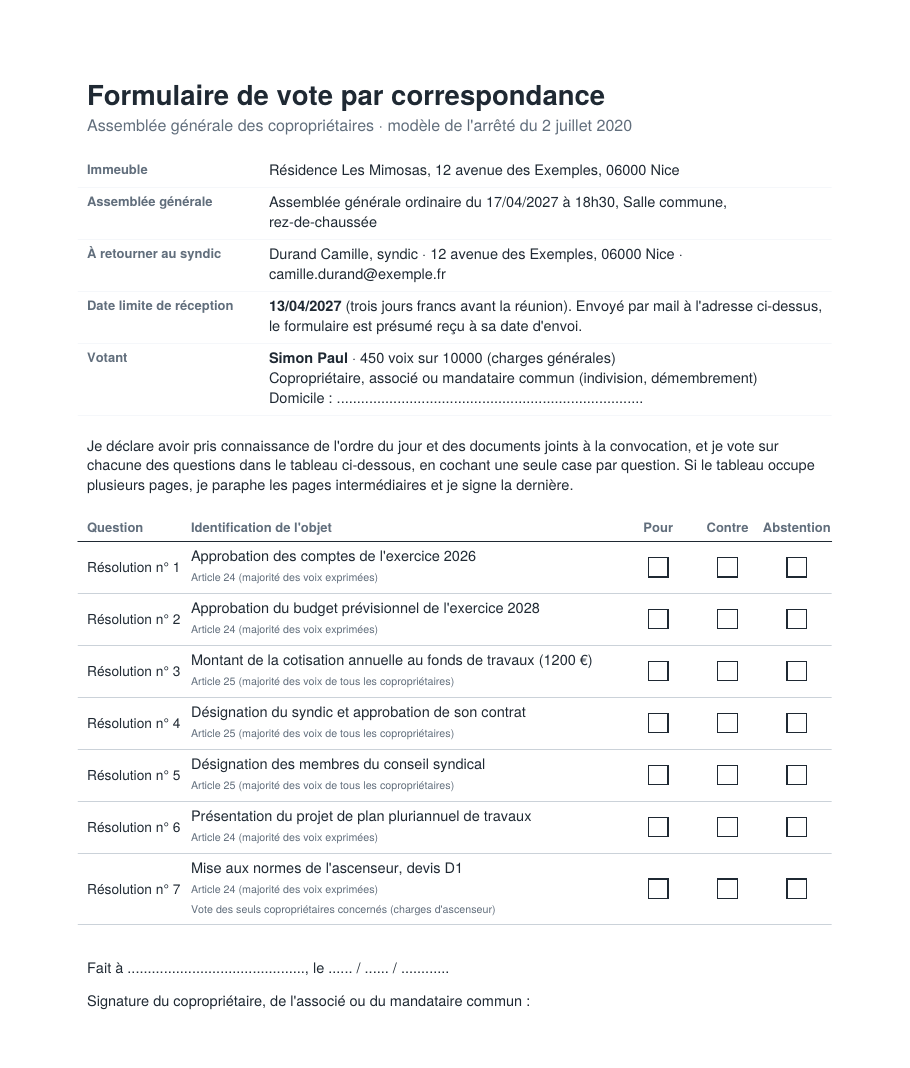 Formulaire de vote par correspondance
Assemblée générale des copropriétaires · modèle de l'arrêté du 2 juillet 2020
Immeuble Résidence Les Mimosas, 12 avenue des Exemples, 06000 Nice
Assemblée générale Assemblée générale ordinaire du 17/04/2027 à 18h30, Salle commune,
rez-de-chaussée
À retourner au syndic Durand Camille, syndic · 12 avenue des Exemples, 06000 Nice ·
camille.durand@exemple.fr
Date limite de réception 13/04/2027 (trois jours francs avant la réunion). Envoyé par mail à l'adresse ci-dessus,
le formulaire est présumé reçu à sa date d'envoi.
Votant Simon Paul · 450 voix sur 10000 (charges générales)
Copropriétaire, associé ou mandataire commun (indivision, démembrement)
Domicile : ............................................................................
Je déclare avoir pris connaissance de l'ordre du jour et des documents joints à la convocation, et je vote sur
chacune des questions dans le tableau ci-dessous, en cochant une seule case par question. Si le tableau occupe
plusieurs pages, je paraphe les pages intermédiaires et je signe la dernière.
Question Identification de l'objet Pour Contre Abstention
Résolution n° 1 Approbation des comptes de l'exercice 2026
Article 24 (majorité des voix exprimées)
Résolution n° 2 Approbation du budget prévisionnel de l'exercice 2028
Article 24 (majorité des voix exprimées)
Résolution n° 3 Montant de la cotisation annuelle au fonds de travaux (1200 €)
Article 25 (majorité des voix de tous les copropriétaires)
Résolution n° 4 Désignation du syndic et approbation de son contrat
Article 25 (majorité des voix de tous les copropriétaires)
Résolution n° 5 Désignation des membres du conseil syndical
Article 25 (majorité des voix de tous les copropriétaires)
Résolution n° 6 Présentation du projet de plan pluriannuel de travaux
Article 24 (majorité des voix exprimées)
Résolution n° 7 Mise aux normes de l'ascenseur, devis D1
Article 24 (majorité des voix exprimées)
Vote des seuls copropriétaires concernés (charges d'ascenseur)
Fait à ............................................, le ...... / ...... / ............
Signature du copropriétaire, de l'associé ou du mandataire commun :